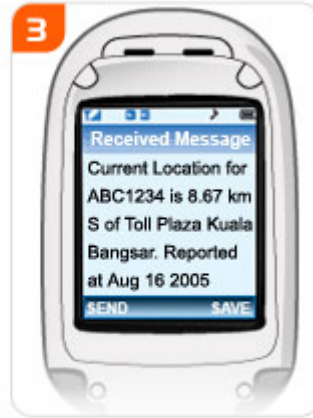 3
Received Message
Current Location for
ABC1234 is 8.67 km
S of Toll Plaza Kuala
Bangsar. Reported
at Aug 16 2005
SEND SAVE